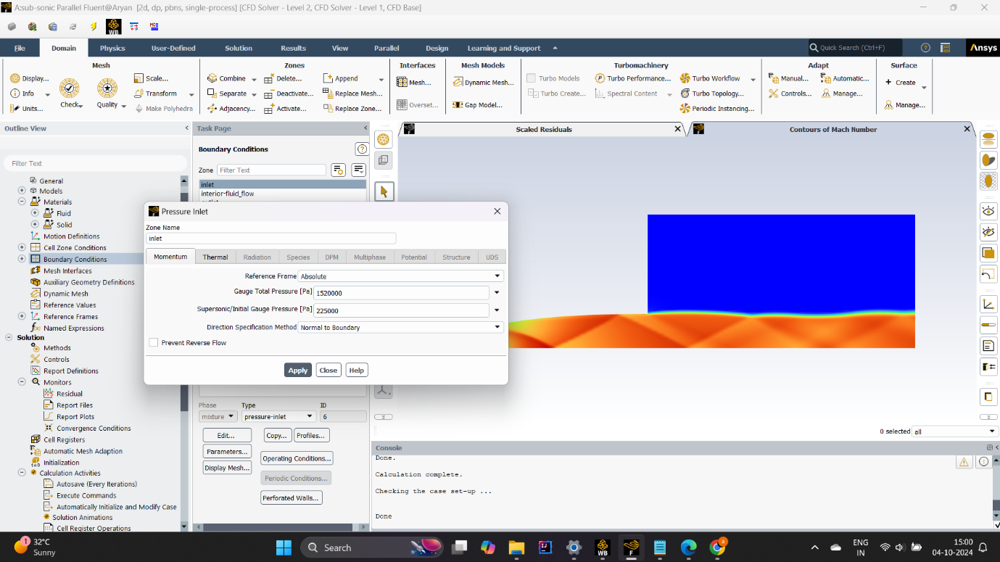 A:sub-sonic Parallel Fluent@Aryan [2d, dp, pbns, single-process] [CFD Solver - Level 2, CFD Solver - Level 1, CFD Base]
WB
File Domain Physics User-Defined Solution Results View Parallel Design Learning and Support Quick Search (Ctrl+F) Ansys
Mesh Zones Interfaces Mesh Models Turbomachinery Adapt Surface
Display... Scale... Combine Delete... Append Mesh... Dynamic Mesh... Turbo Models Turbo Performance... Turbo Workflow Manual... Automatic... Create
Info Check Quality Transform Separate Deactivate... Replace Mesh... Turbo Create... Spectral Content Turbo Topology... Controls... Manage...
Units... Make Polyhedra Adjacency... Activate... Replace Zone... Overset... Gap Model... Periodic Instancing... Manage...
Outline View
Filter Text
General
Models
Materials
Fluid
Solid
Motion Definitions
Cell Zone Conditions
Boundary Conditions
Mesh Interfaces
Auxiliary Geometry Definitions
Dynamic Mesh
Reference Values
Reference Frames
Named Expressions
Solution
Methods
Controls
Report Definitions
Monitors
Residual
Report Files
Report Plots
Convergence Conditions
Cell Registers
Automatic Mesh Adaption
Initialization
Calculation Activities
Autosave (Every Iterations)
Execute Commands
Automatically Initialize and Modify Case
Solution Animations
Cell Register Operations
Task Page
Boundary Conditions
Zone Filter Text
inlet
interior-fluid_flow
Pressure Inlet
Zone Name
inlet
Momentum Thermal Radiation Species DPM Multiphase Potential Structure UDS
Reference Frame Absolute
Gauge Total Pressure [Pa] 1520000
Supersonic/Initial Gauge Pressure [Pa] 225000
Direction Specification Method Normal to Boundary
Prevent Reverse Flow
Apply Close Help
Phase Type ID
mixture pressure-inlet 6
Edit... Copy... Profiles...
Parameters... Operating Conditions...
Display Mesh... Periodic Conditions...
Perforated Walls...
Scaled Residuals Contours of Mach Number
0 selected all
Console
Done.
Calculation complete.
Checking the case set-up ...
Done
1 32°C
Sunny
Search
WB
F
ENG
IN
15:00
04-10-2024